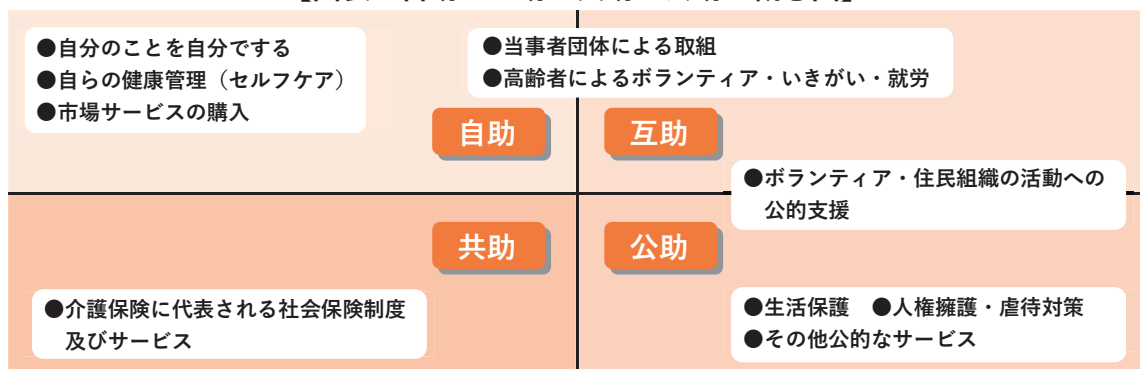 ●自分のことを自分でする
●自らの健康管理（セルフケア）
●市場サービスの購入
●当事者団体による取組
●高齢者によるボランティア・いきがい・就労
自助
互助
●ボランティア・住民組織の活動への
公的支援
共助
公助
●介護保険に代表される社会保険制度
及びサービス
●生活保護　●人権擁護・虐待対策
●その他公的なサービス